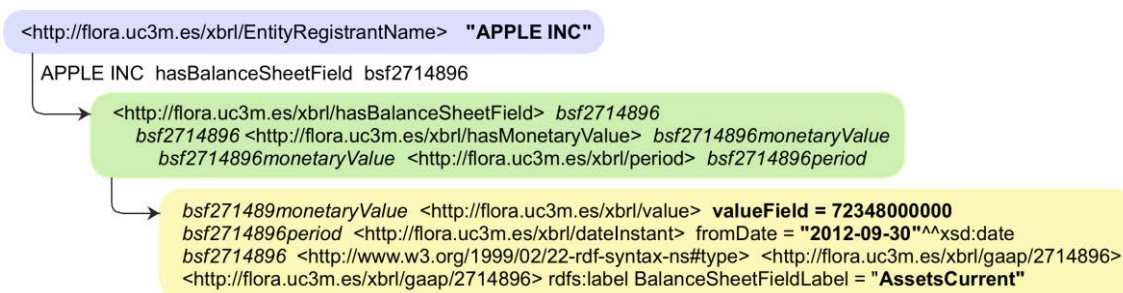 <http://flora.uc3m.es/xbrl/EntityRegistrantName> "APPLE INC"
APPLE INC hasBalanceSheetField bsf2714896
<http://flora.uc3m.es/xbrl/hasBalanceSheetField> bsf2714896
bsf2714896 <http://flora.uc3m.es/xbrl/hasMonetaryValue> bsf2714896monetaryValue
bsf2714896monetaryValue <http://flora.uc3m.es/xbrl/period> bsf2714896period
bsf271489monetaryValue <http://flora.uc3m.es/xbrl/value> valueField = 72348000000
bsf2714896period <http://flora.uc3m.es/xbrl/dateInstant> fromDate = "2012-09-30"^^xsd:date
bsf2714896 <http://www.w3.org/1999/02/22-rdf-syntax-ns#type> <http://flora.uc3m.es/xbrl/gaap/2714896>
<http://flora.uc3m.es/xbrl/gaap/2714896> rdfs:label BalanceSheetFieldLabel = "AssetsCurrent"